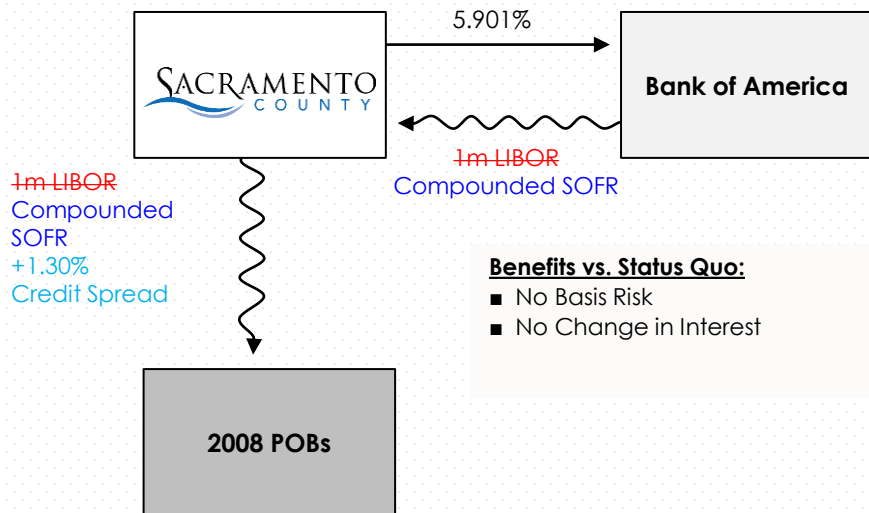 5.901%
SACRAMENTO
COUNTY
Bank of America
1m LIBOR
Compounded SOFR
1m LIBOR
Compounded
SOFR
+1.30%
Credit Spread
Benefits vs. Status Quo:
■ No Basis Risk
■ No Change in Interest
2008 POBs